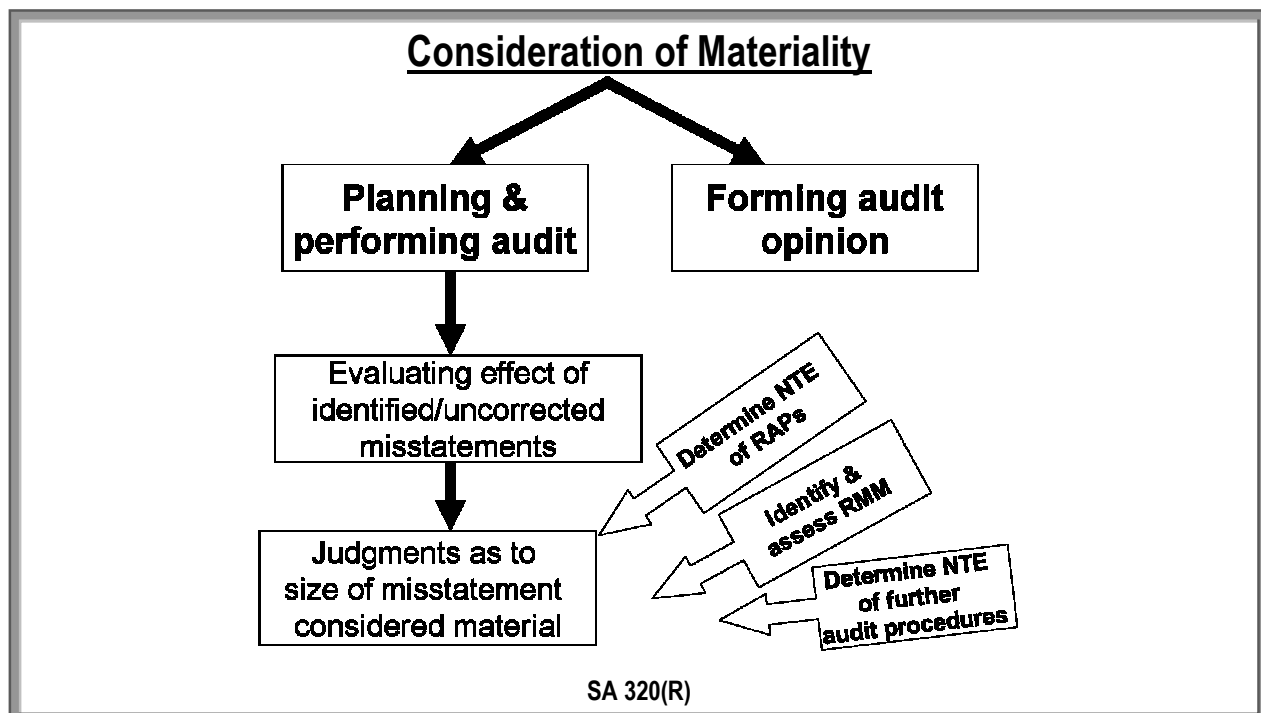 Consideration of Materiality
Planning &
performing audit
Forming audit
opinion
Evaluating effect of
identified/uncorrected
misstatements
Judgments as to
size of misstatement
considered material
Determine NTE
of RAPs
Identify &
assess RMM
Determine NTE
of further
audit procedures
SA 320(R)